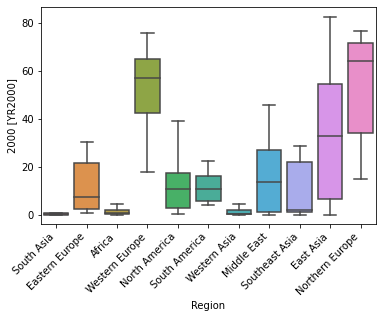 80
60
40
20
0
2000 [YR2000]
South Asia
Eastern Europe
Africa
Western Europe
North America
South America
Western Asia
Middle East
Southeast Asia
East Asia
Northern Europe
Region